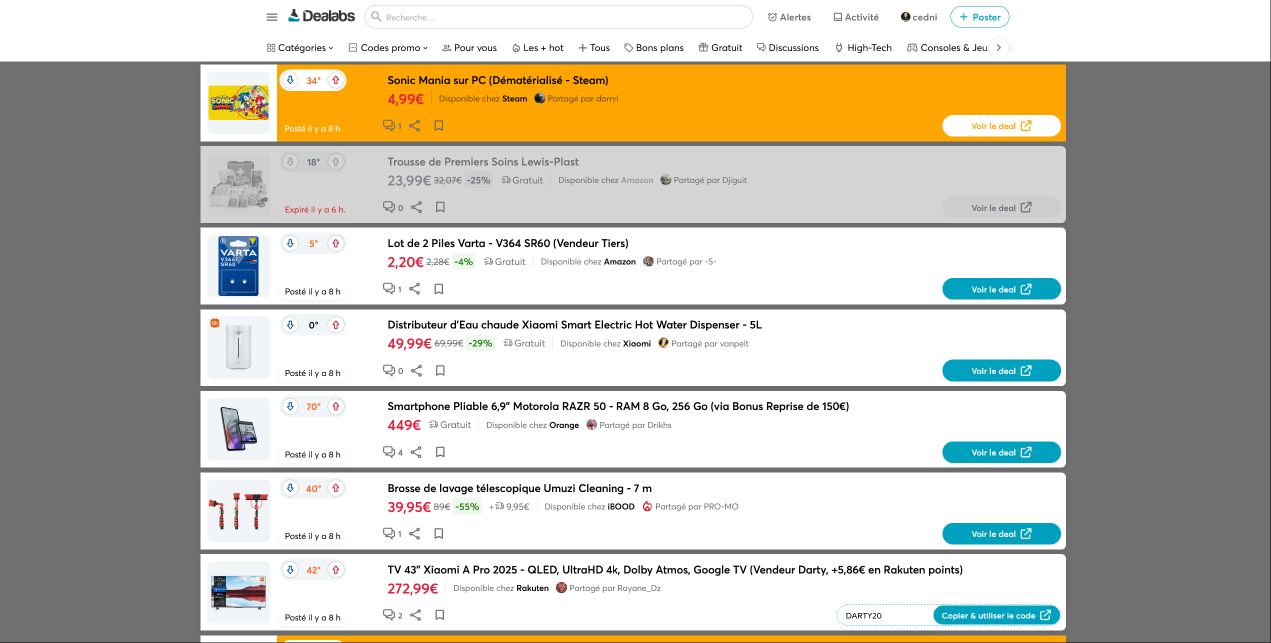 Dealabs Recherche... Alertes Activité cedni Poster
Catégories Codes promo Pour vous Les + hot Tous Bons plans Gratuit Discussions High-Tech Consoles & Jeu
34° Sonic Mania sur PC (Dématérialisé - Steam)
4,99€ Disponible chez Steam Partagé par darryl
Posté il y a 8 h 1 Voir le deal
18° Trousse de Premiers Soins Lewis-Plast
23,99€ 32,07€ -25% Gratuit Disponible chez Amazon Partagé par Djiguit
Expiré il y a 6 h. 0 Voir le deal
5° Lot de 2 Piles Varta - V364 SR60 (Vendeur Tiers)
VARTA
V364
SR60
2,20€ 2,28€ -4% Gratuit Disponible chez Amazon Partagé par -S-
Posté il y a 8 h 1 Voir le deal
0° Distributeur d'Eau chaude Xiaomi Smart Electric Hot Water Dispenser - 5L
49,99€ 69,99€ -29% Gratuit Disponible chez Xiaomi Partagé par vanpelt
Posté il y a 8 h 0 Voir le deal
70° Smartphone Pliable 6,9" Motorola RAZR 50 - RAM 8 Go, 256 Go (via Bonus Reprise de 150€)
449€ Gratuit Disponible chez Orange Partagé par Drikhs
Posté il y a 8 h 4 Voir le deal
40° Brosse de lavage télescopique Umuzi Cleaning - 7 m
39,95€ 89€ -55% + 9,95€ Disponible chez iBOOD Partagé par PRO-MO
Posté il y a 8 h 1 Voir le deal
42° TV 43" Xiaomi A Pro 2025 - QLED, UltraHD 4k, Dolby Atmos, Google TV (Vendeur Darty, +5,86€ en Rakuten points)
272,99€ Disponible chez Rakuten Partagé par Rayane_Dz
Posté il y a 8 h 2 DARTY20 Copier & utiliser le code